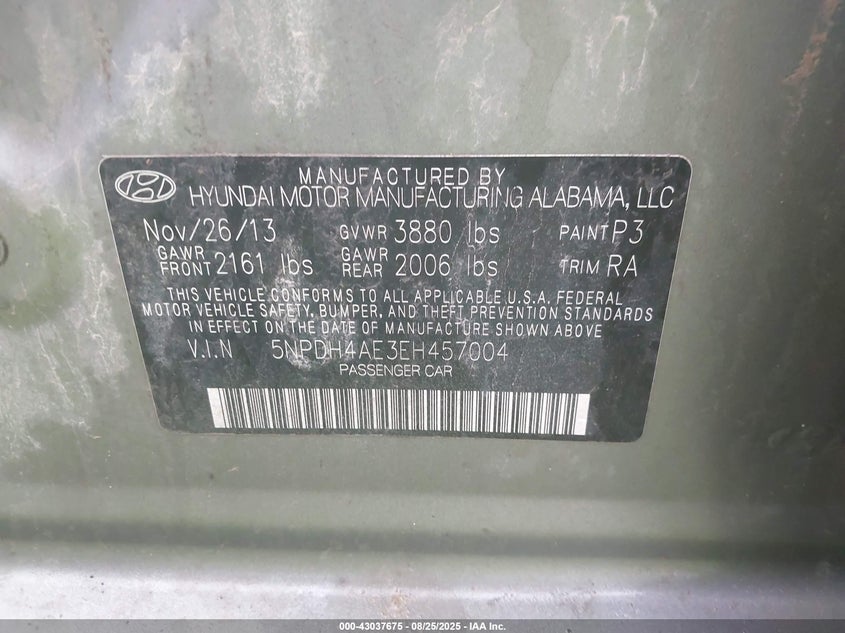 MANUFACTURED BY
HYUNDAI MOTOR MANUFACTURING ALABAMA, LLC
Nov/26/13 GVWR 3880 lbs PAINT P3
GAWR FRONT 2161 lbs GAWR REAR 2006 lbs TRIM RA
THIS VEHICLE CONFORMS TO ALL APPLICABLE U.S.A. FEDERAL
MOTOR VEHICLE SAFETY, BUMPER, AND THEFT PREVENTION STANDARDS
IN EFFECT ON THE DATE OF MANUFACTURE SHOWN ABOVE
V.I.N 5NPDH4AE3EH457004
PASSENGER CAR
000-43037675 - 08/25/2025 - IAA Inc.